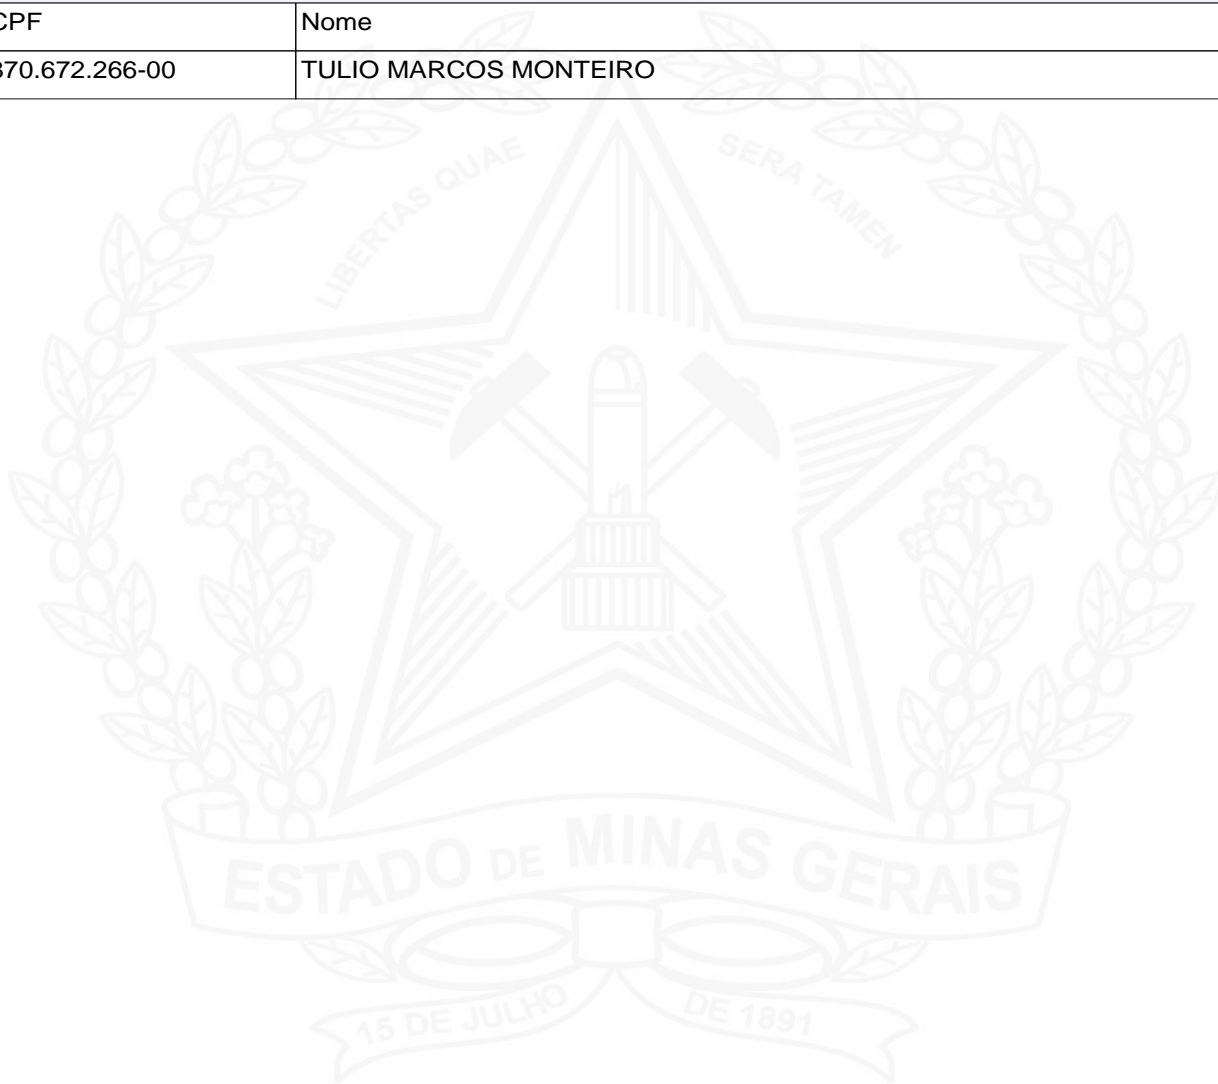 CPF Nome
370.672.266-00 TULIO MARCOS MONTEIRO
LIBERTAS QUAE SERA TAMEN
ESTADO DE MINAS GERAIS
15 DE JULHO DE 1891